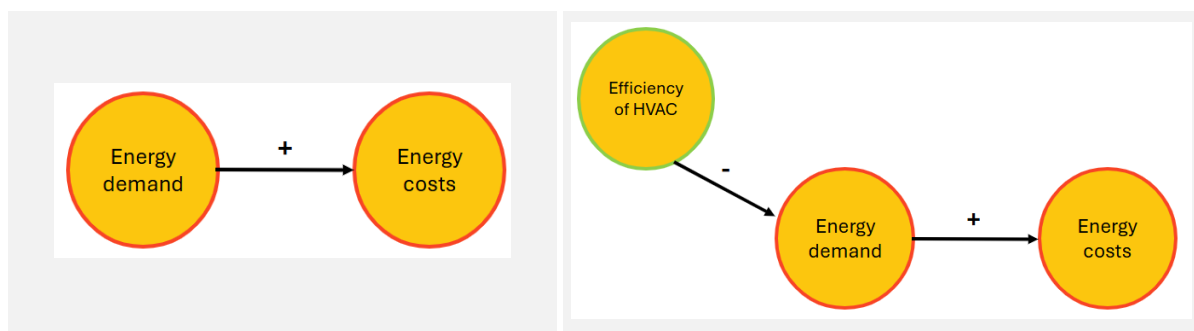 Energy
demand
+
Energy
costs
Efficiency
of HVAC
-
Energy
demand
+
Energy
costs